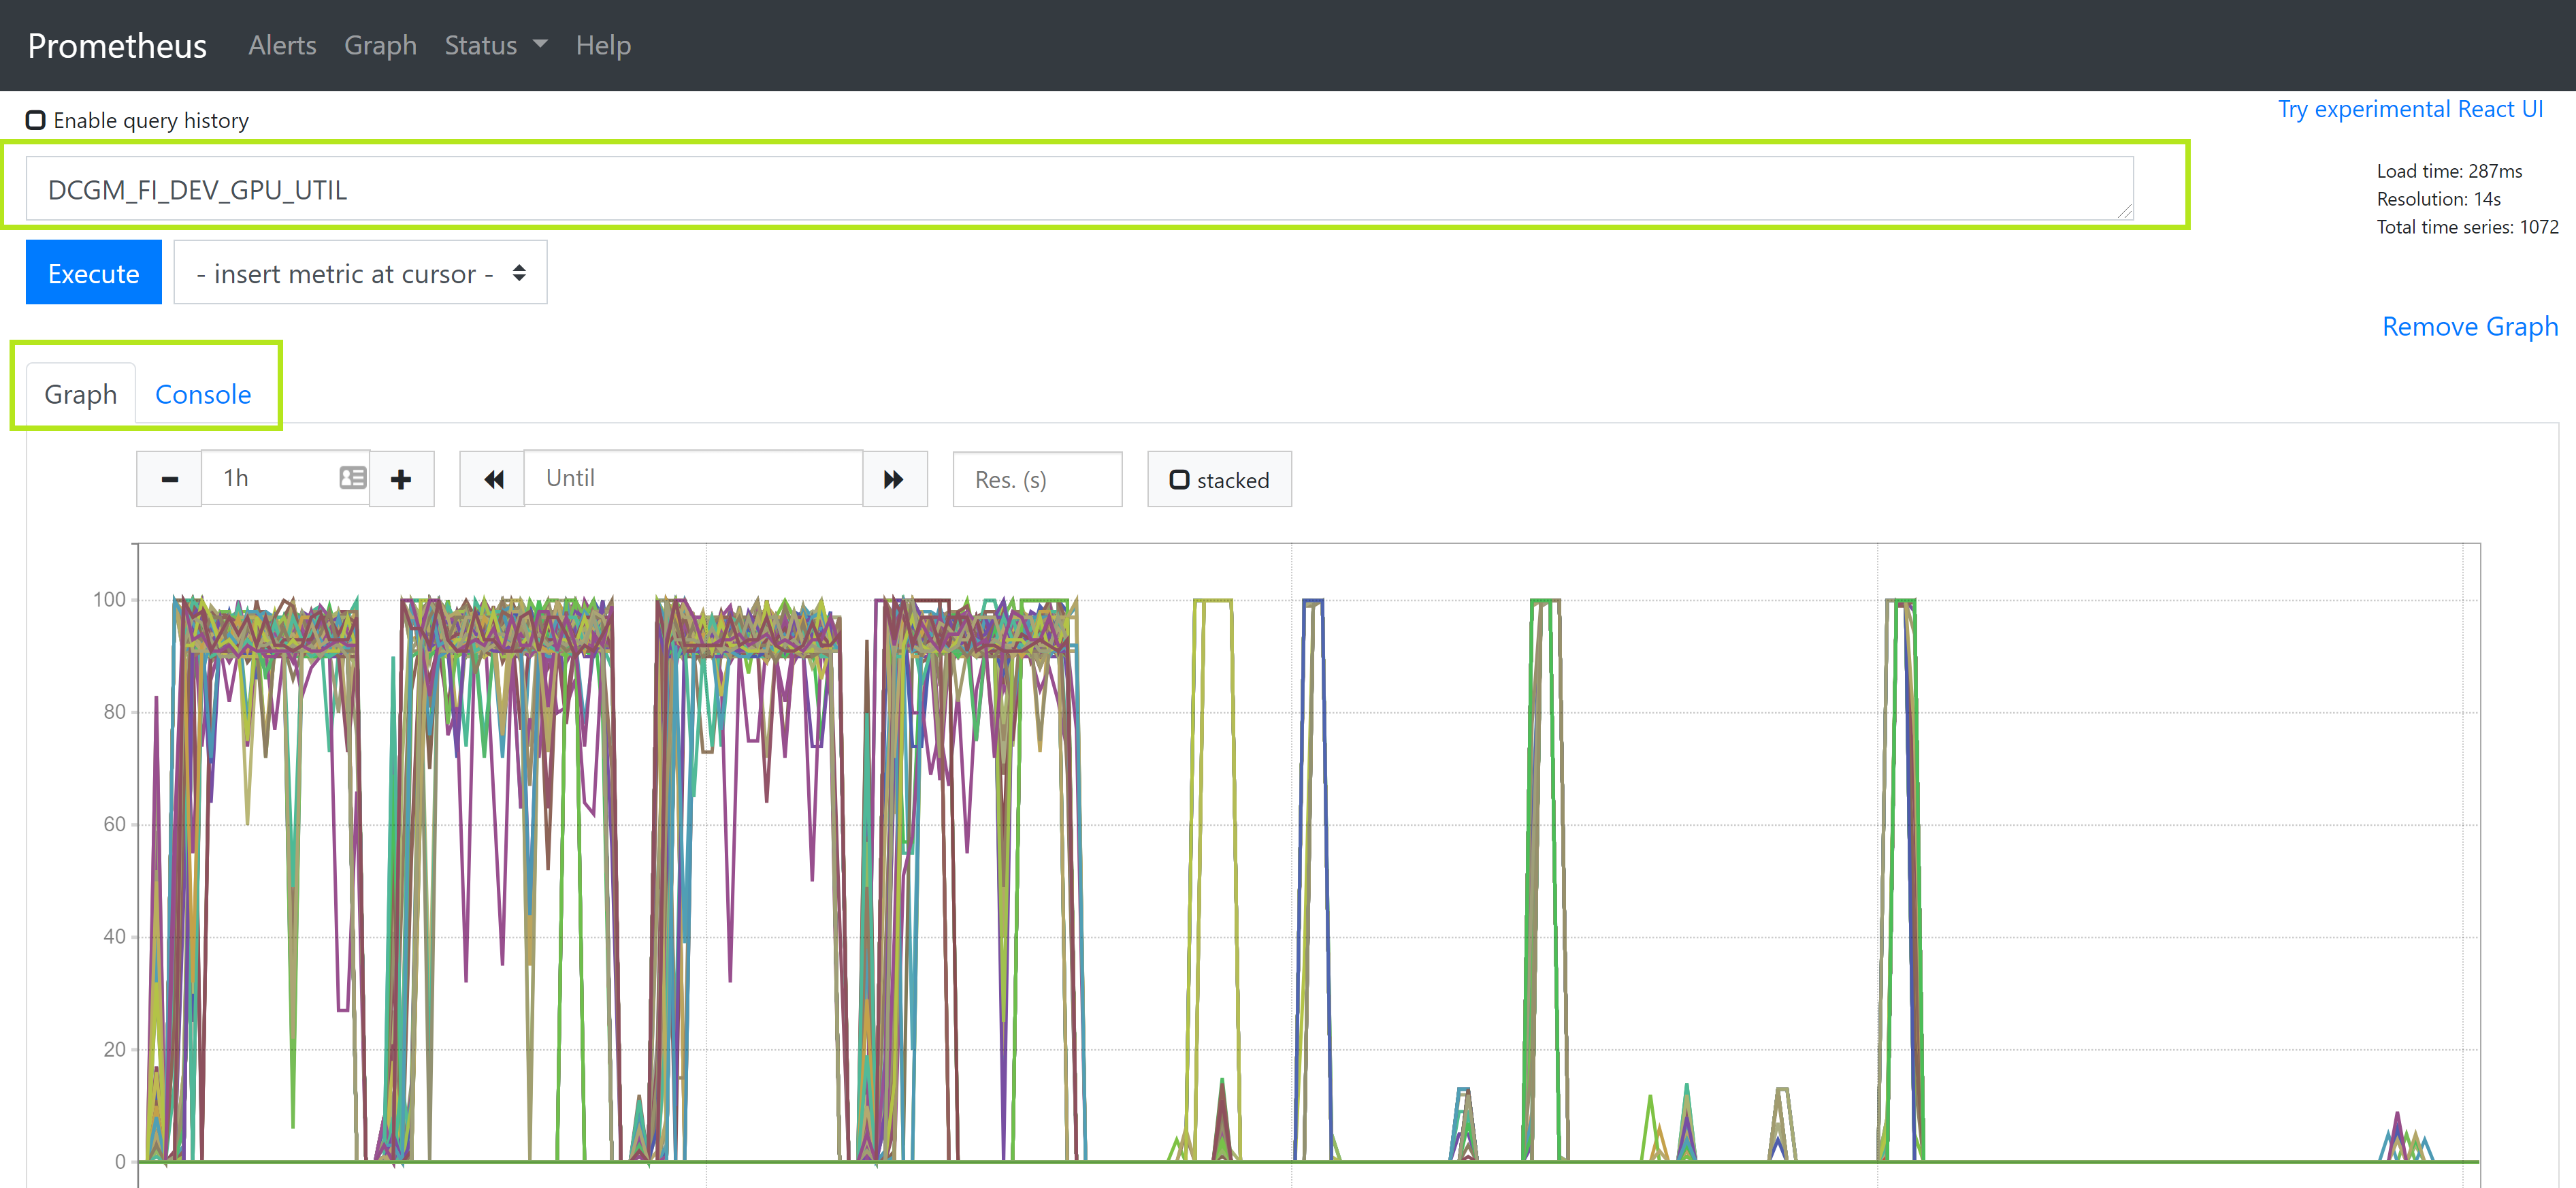 Prometheus Alerts Graph Status Help
Enable query history
Try experimental React UI
DCGM_FI_DEV_GPU_UTIL
Load time: 287ms
Resolution: 14s
Total time series: 1072
Execute
- insert metric at cursor -
Remove Graph
Graph Console
1h Until Res. (s) stacked
100
80
60
40
20
0